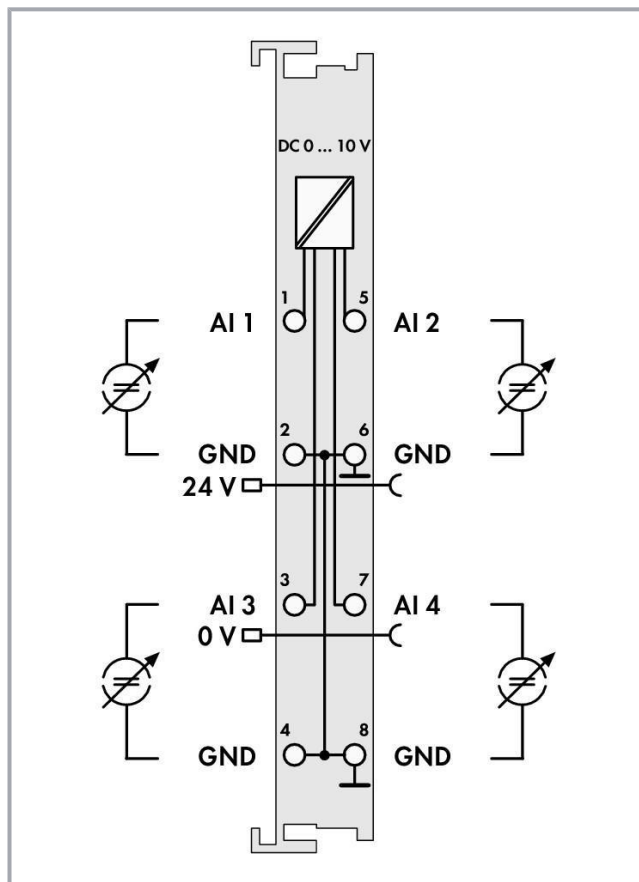 DC 0 ... 10 V
1 5
AI 1 AI 2
2 6
GND GND
24 V
3 7
AI 3 AI 4
0 V
4 8
GND GND